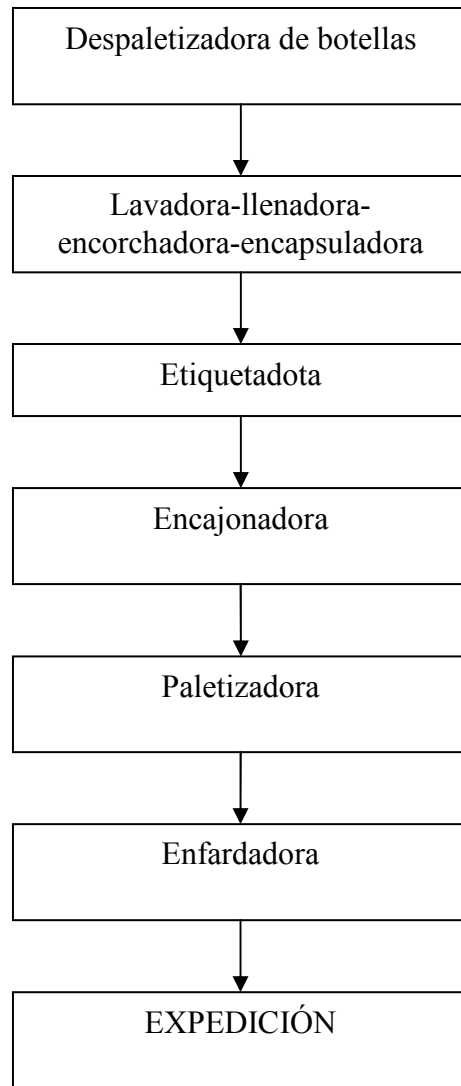 Despaletizadora de botellas
Lavadora-llenadora-
encorchadora-encapsuladora
Etiquetadota
Encajonadora
Paletizadora
Enfardadora
EXPEDICIÓN